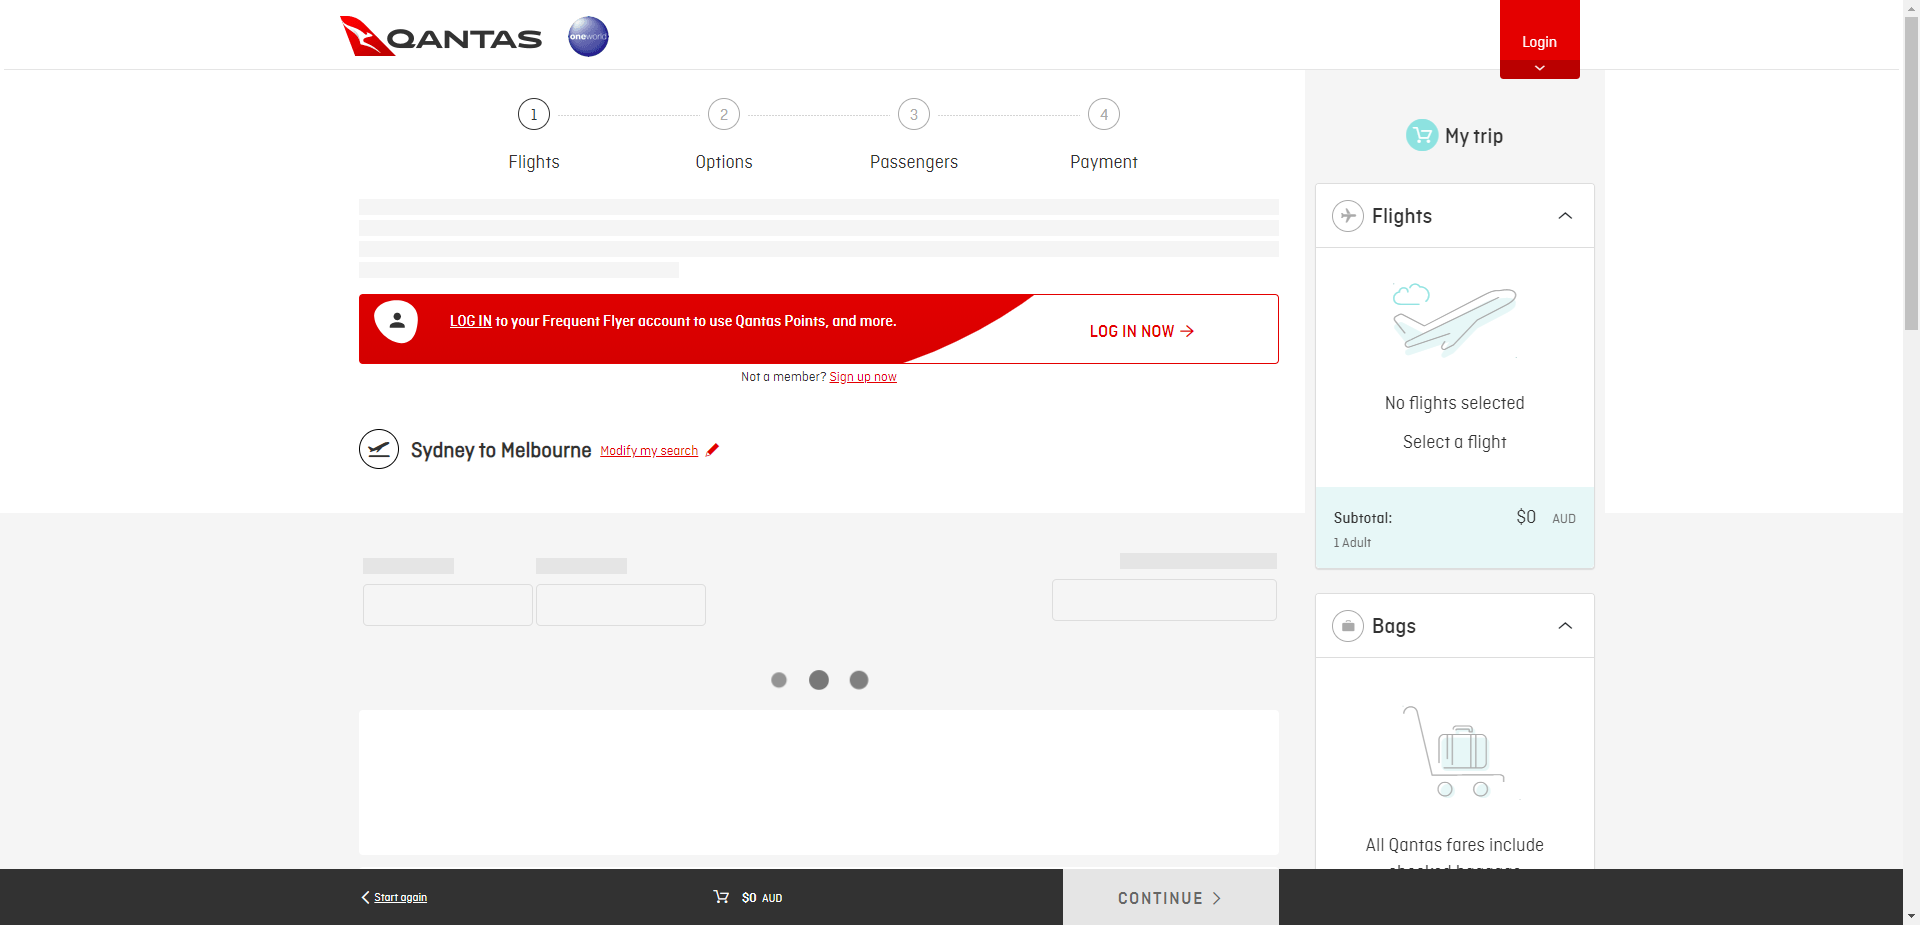 QANTAS
oneworld
Login
1
2
3
4
Flights
Options
Passengers
Payment
My trip
Flights
LOG IN to your Frequent Flyer account to use Qantas Points, and more.
LOG IN NOW
Not a member? Sign up now
No flights selected
Select a flight
Sydney to Melbourne Modify my search
Subtotal: $0 AUD
1 Adult
Bags
All Qantas fares include
Start again
$0 AUD
CONTINUE